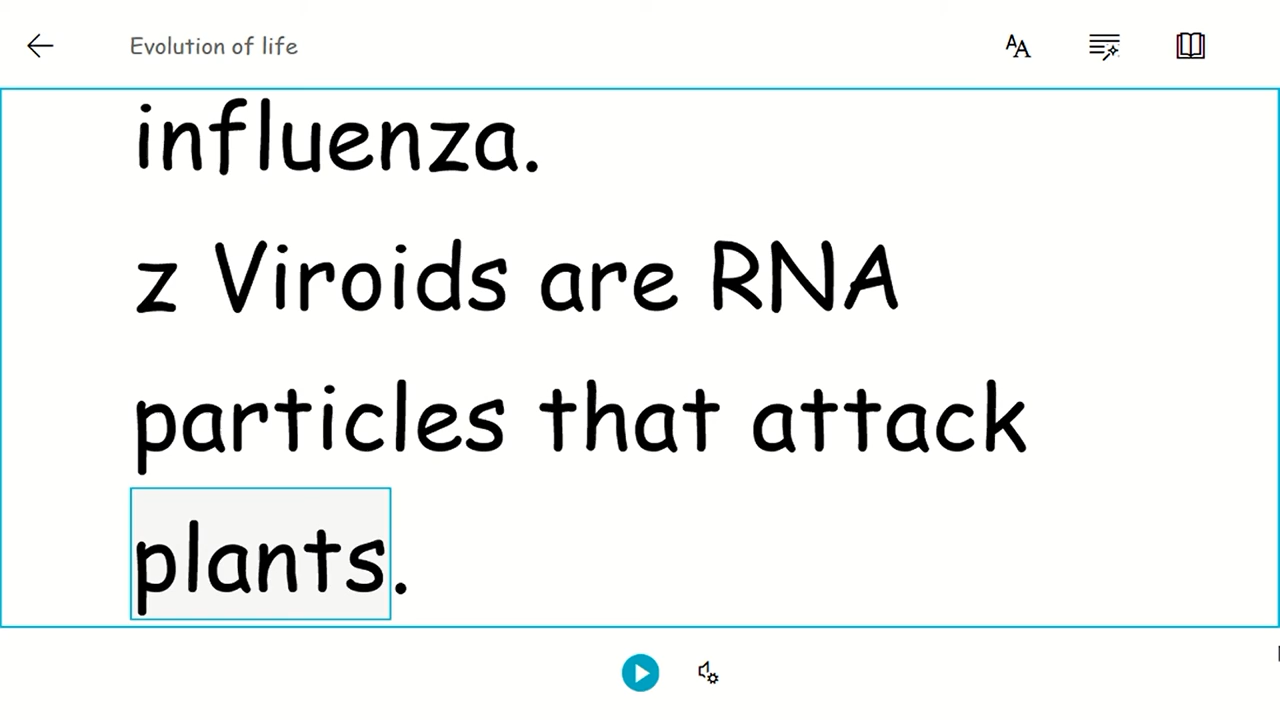 Evolution of life
influenza.
z Viroids are RNA
particles that attack
plants.